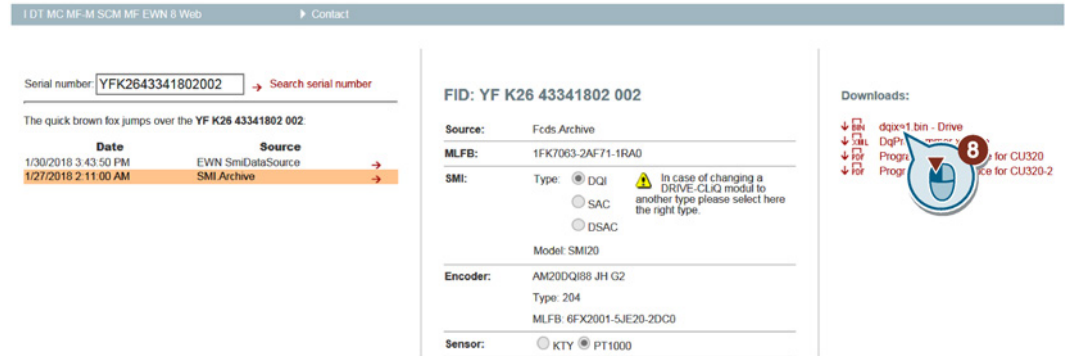 I DT MC MF-M SCM MF EWN 8 Web
Contact
Serial number: YFK2643341802002
Search serial number
The quick brown fox jumps over the YF K26 43341802 002:
Date Source
1/30/2018 3:43:50 PM EWN SmiDataSource
1/27/2018 2:11:00 AM SMI.Archive
FID: YF K26 43341802 002
Source: Fcds.Archive
MLFB: 1FK7063-2AF71-1RA0
SMI: Type: DQI
SAC
DSAC
In case of changing a
DRIVE-CLiQ modul to
another type please select here
the right type.
Model: SMI20
Encoder: AM20DQI88 JH G2
Type: 204
MLFB: 6FX2001-5JE20-2DC0
Sensor: KTY PT1000
Downloads:
BIN .bin - Drive
XML
PDF for CU320
PDF for CU320-2
8